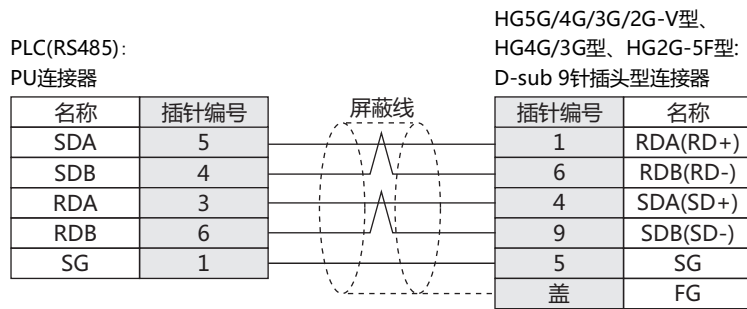 HG5G/4G/3G/2G-V型、
PLC(RS485):
HG4G/3G型、HG2G-5F型:
PU连接器
D-sub 9针插头型连接器
名称 插针编号 屏蔽线 插针编号 名称
SDA 5 1 RDA(RD+)
SDB 4 6 RDB(RD-)
RDA 3 4 SDA(SD+)
RDB 6 9 SDB(SD-)
SG 1 5 SG
盖 FG